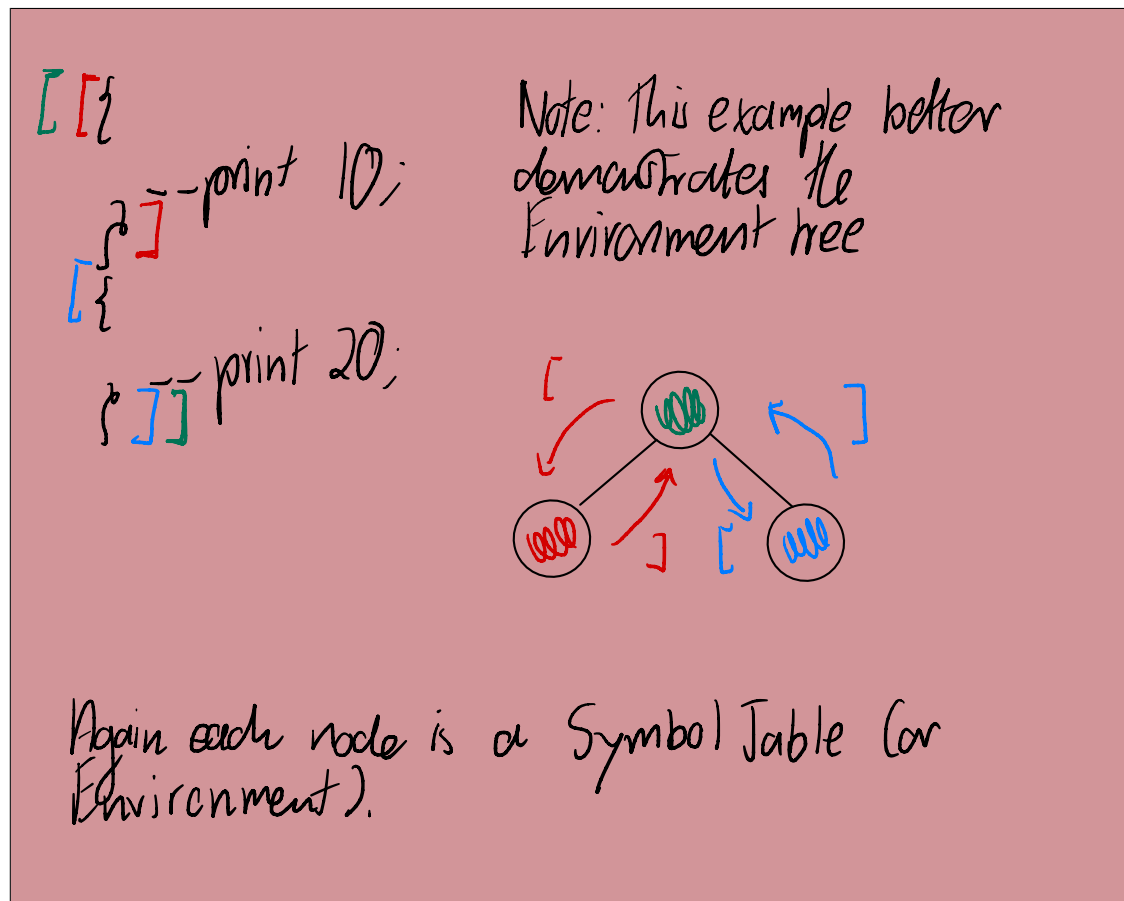 [ [ {
print 10;
} ]
[ {
print 20;
} ] ]
Note: This example better
demonstrates the
Environment tree
[
]
]
[
Again each node is a Symbol Table (or
Environment).